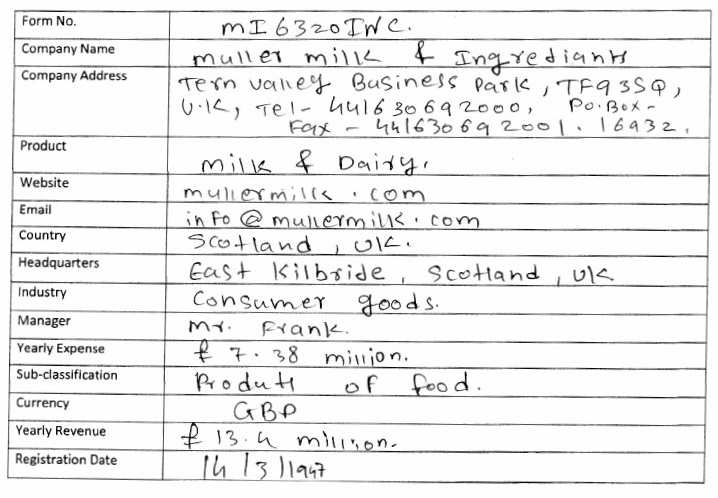 Form No. MI6320INC.
Company Name muller milk & Ingrediants
Company Address Tern valley Business Park, TF93SQ,
U.K, Tel- 441630692000, Po.Box-
Fax - 441630692001. 16932.
Product milk & Dairy.
Website mullermilk.com
Email info@mullermilk.com
Country Scotland, UK.
Headquarters East Kilbride, Scotland, UK
Industry Consumer goods.
Manager Mr. Frank.
Yearly Expense £ 7.38 million.
Sub-classification Produts of food.
Currency GBP
Yearly Revenue £ 13.4 million.
Registration Date 14/3/1947